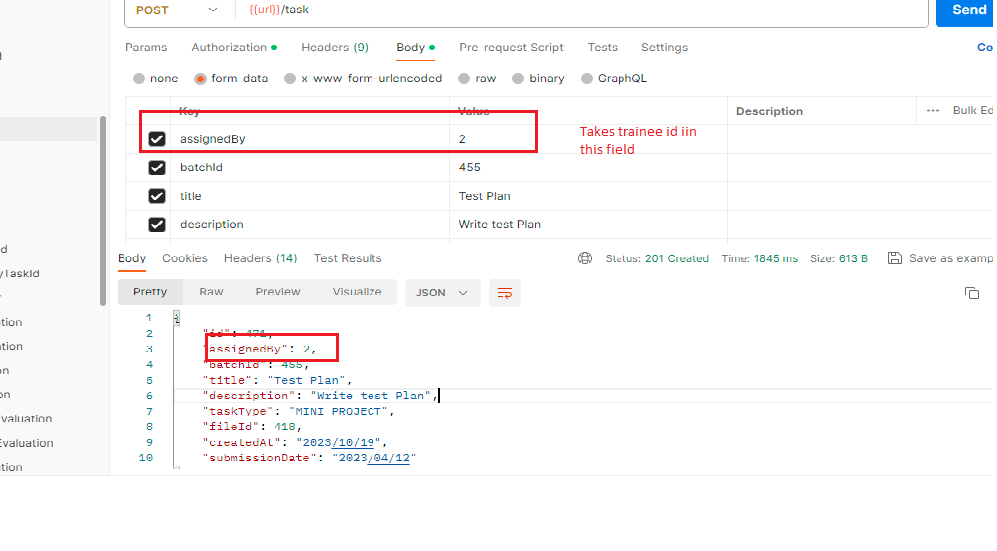 POST {{url}}/task Send
Params Authorization Headers (9) Body Pre-request Script Tests Settings Co
none form-data x-www-form-urlencoded raw binary GraphQL
Key Value Description ••• Bulk Ed
assignedBy 2
Takes trainee id iin
this field
batchId 455
title Test Plan
description Write test Plan
Body Cookies Headers (14) Test Results Status: 201 Created Time: 1845 ms Size: 613 B Save as examp
Pretty Raw Preview Visualize JSON
1 {
2 "id": 471,
3 "assignedBy": 2,
4 "batchId": 455,
5 "title": "Test Plan",
6 "description": "Write test Plan",
7 "taskType": "MINI PROJECT",
8 "fileId": 418,
9 "createdAt": "2023/10/19",
10 "submissionDate": "2023/04/12"
d
yTaskId
tion
ation
on
on
valuation
Evaluation
tion